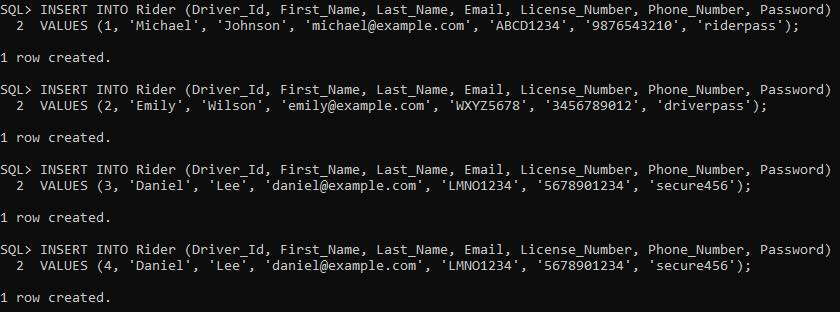 SQL> INSERT INTO Rider (Driver_Id, First_Name, Last_Name, Email, License_Number, Phone_Number, Password)
  2  VALUES (1, 'Michael', 'Johnson', 'michael@example.com', 'ABCD1234', '9876543210', 'riderpass');
1 row created.
SQL> INSERT INTO Rider (Driver_Id, First_Name, Last_Name, Email, License_Number, Phone_Number, Password)
  2  VALUES (2, 'Emily', 'Wilson', 'emily@example.com', 'WXYZ5678', '3456789012', 'driverpass');
1 row created.
SQL> INSERT INTO Rider (Driver_Id, First_Name, Last_Name, Email, License_Number, Phone_Number, Password)
  2  VALUES (3, 'Daniel', 'Lee', 'daniel@example.com', 'LMNO1234', '5678901234', 'secure456');
1 row created.
SQL> INSERT INTO Rider (Driver_Id, First_Name, Last_Name, Email, License_Number, Phone_Number, Password)
  2  VALUES (4, 'Daniel', 'Lee', 'daniel@example.com', 'LMNO1234', '5678901234', 'secure456');
1 row created.